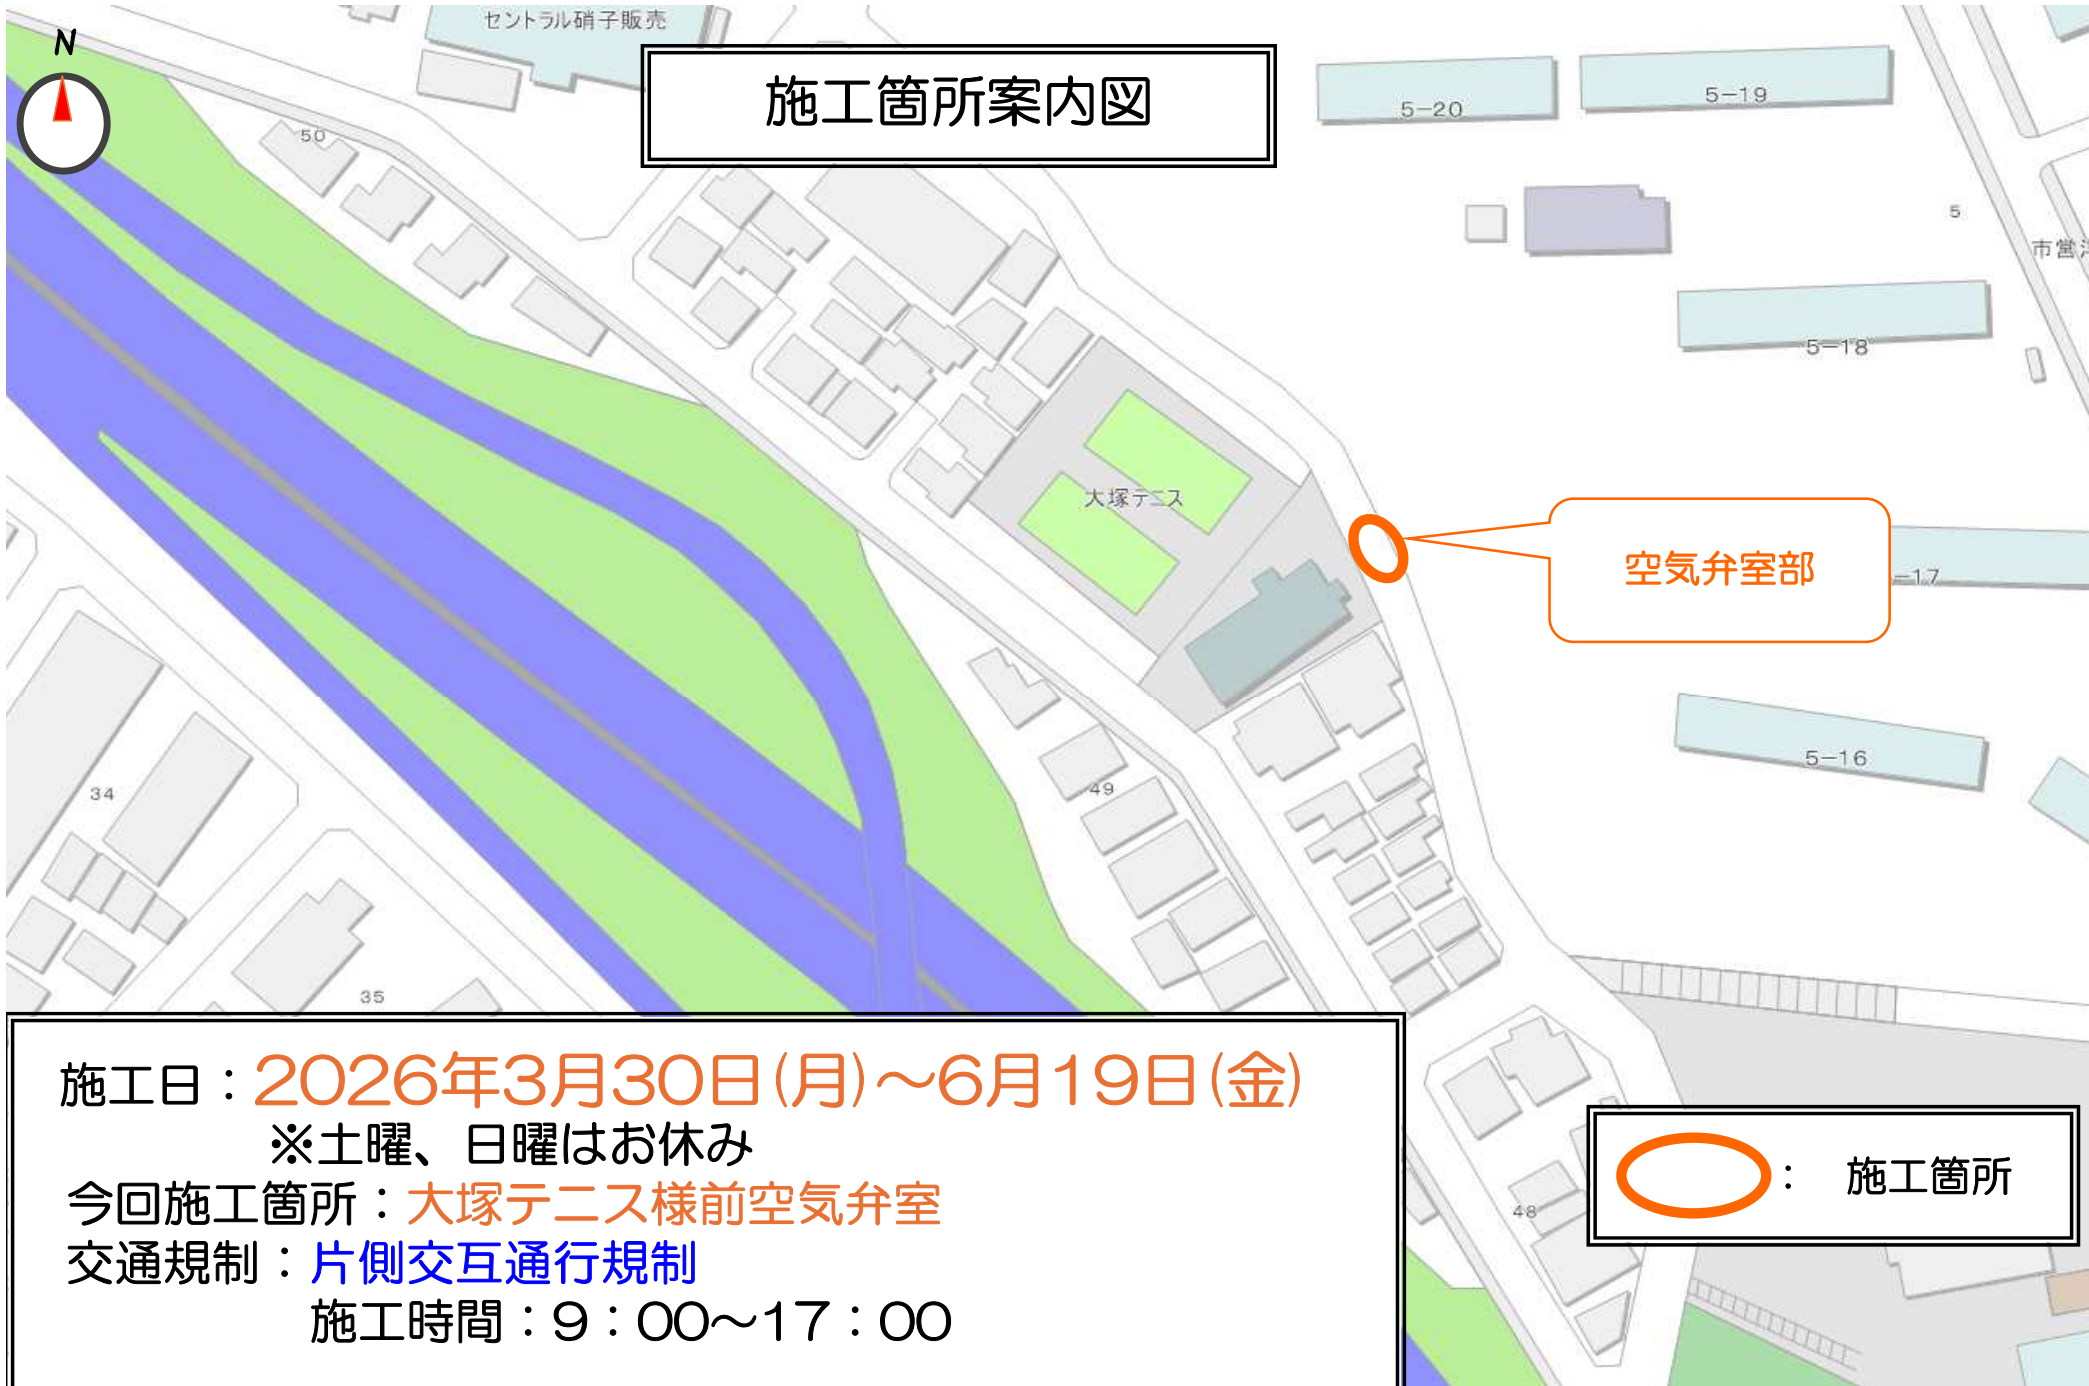 セントラル硝子販売
N
施工箇所案内図
5-20
5-19
50
5
市営
5-18
大塚テニス
空気弁室部
-17
5-16
34
49
35
施工日：2026年3月30日(月)～6月19日(金)
※土曜、日曜はお休み
今回施工箇所：大塚テニス様前空気弁室
交通規制：片側交互通行規制
施工時間：9：00～17：00
：　施工箇所
48